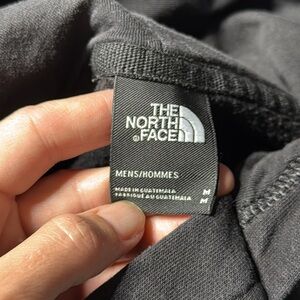 THE
NORTH
FACE
MENS/HOMMES
MADE IN GUATEMALA M
FABRIQUÉ AU GUATEMALA M